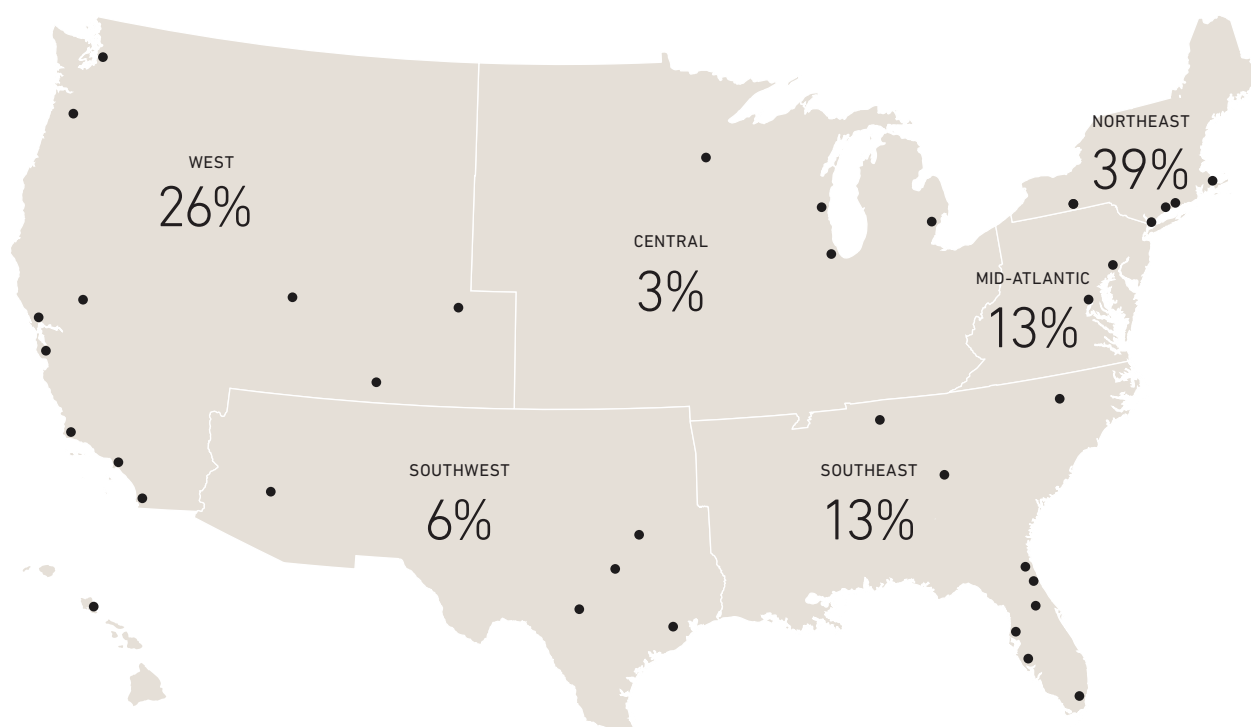 NORTHEAST
39%
WEST
26%
CENTRAL
3%
MID-ATLANTIC
13%
SOUTHWEST
6%
SOUTHEAST
13%